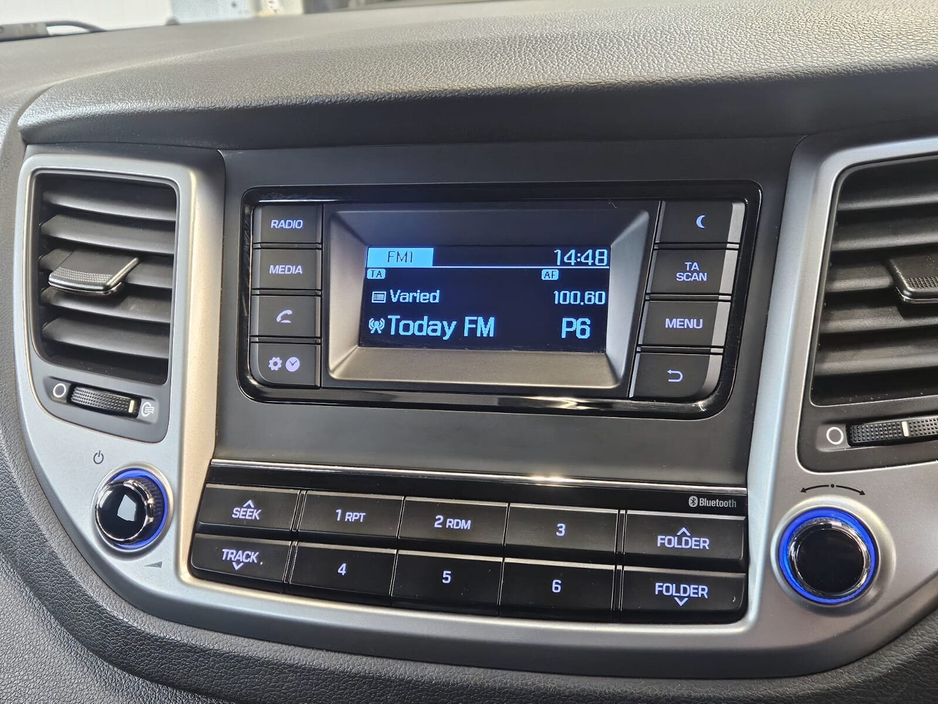 RADIO
MEDIA
FM1 14:48
TA AF
Varied 100.60
Today FM P6
TA
SCAN
MENU
Bluetooth
SEEK 1 RPT 2 RDM 3 FOLDER
TRACK 4 5 6 FOLDER